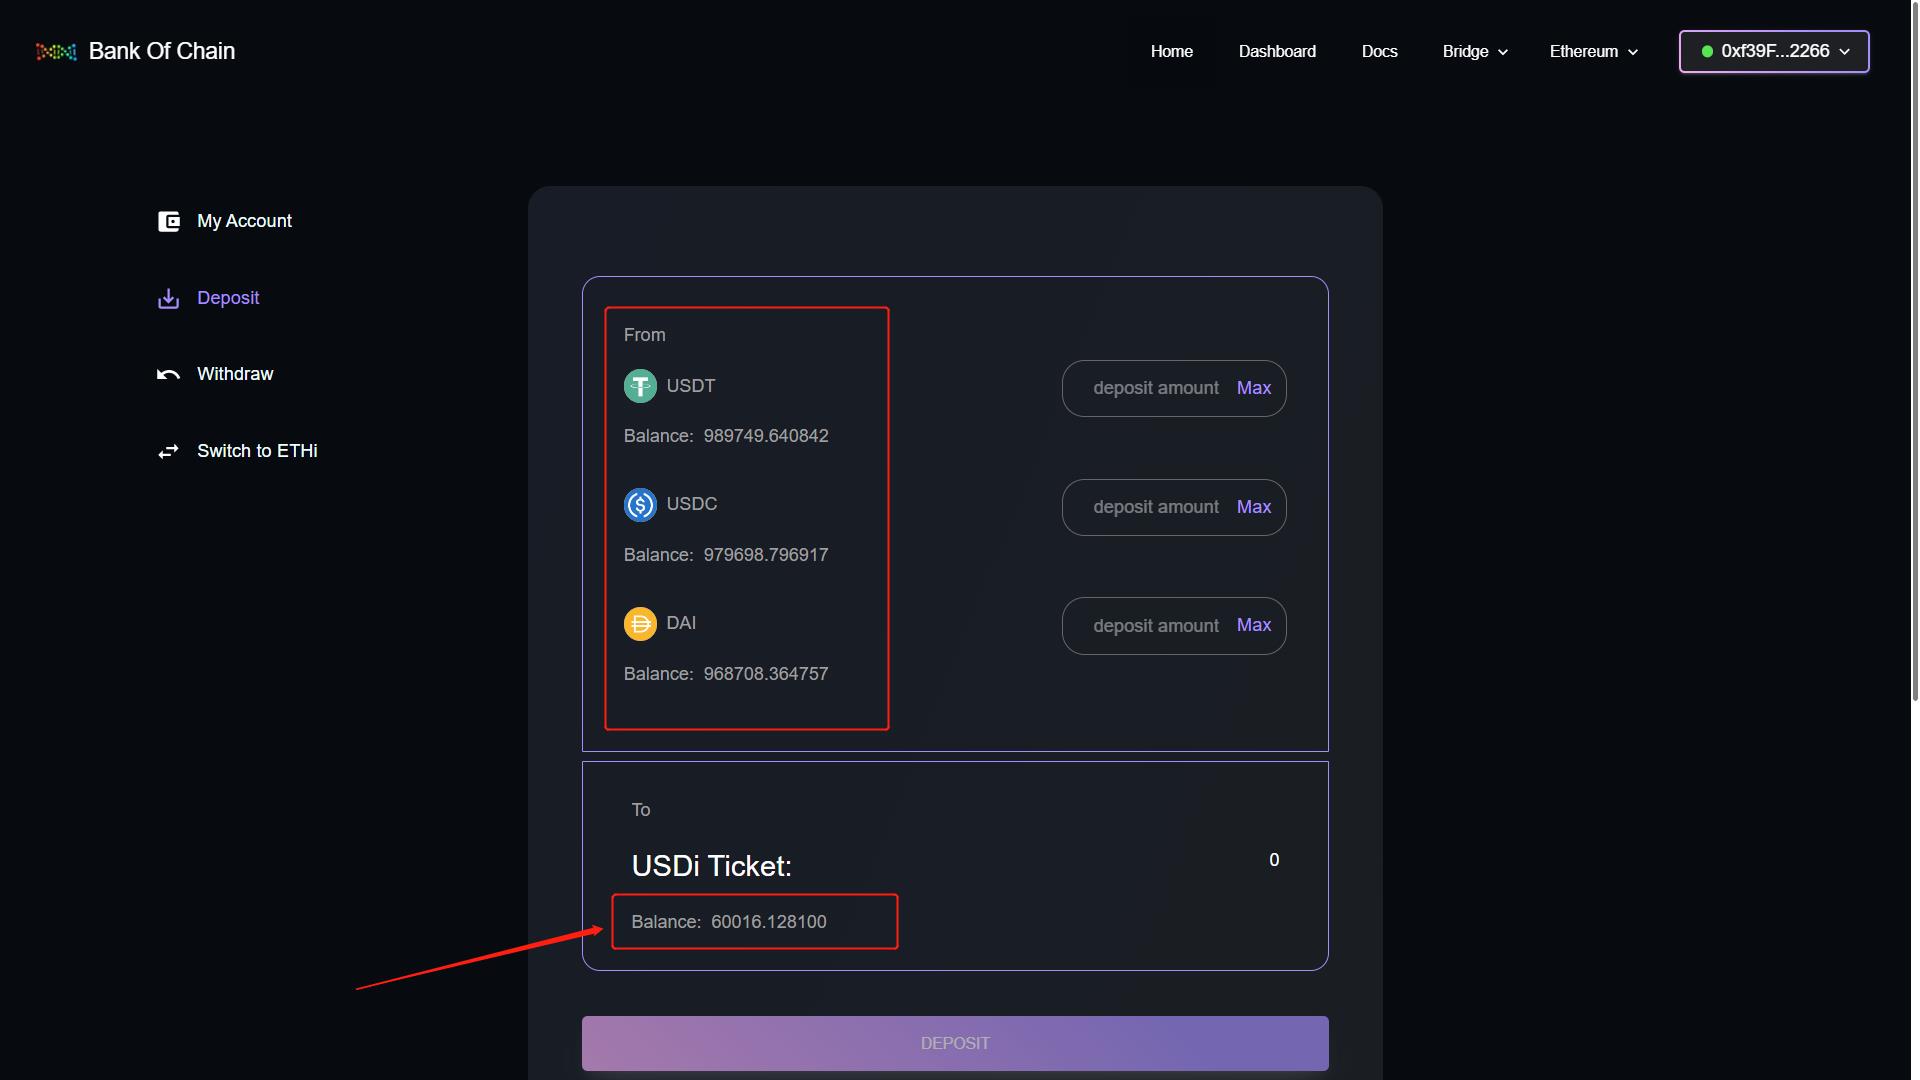 Bank Of Chain
Home Dashboard Docs Bridge Ethereum 0xf39F...2266
My Account
Deposit
Withdraw
Switch to ETHi
From
USDT
deposit amount Max
Balance: 989749.640842
USDC
deposit amount Max
Balance: 979698.796917
DAI
deposit amount Max
Balance: 968708.364757
To
USDi Ticket:
0
Balance: 60016.128100
DEPOSIT